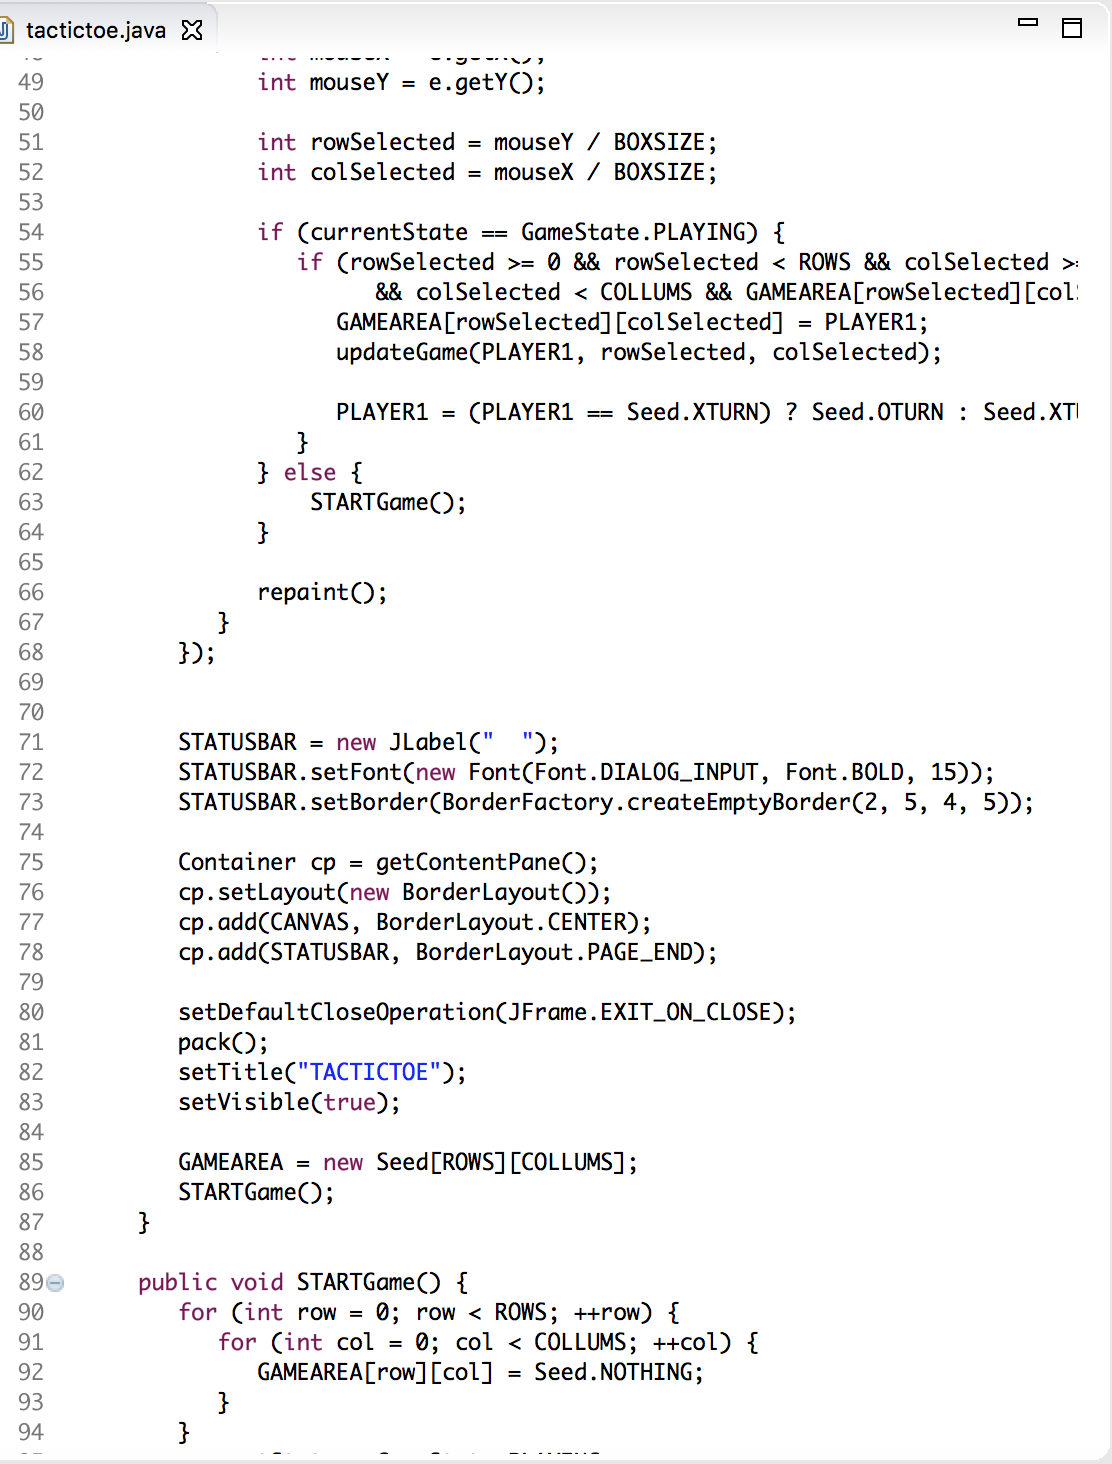 tactictoe.java
49 int mouseY = e.getY();
50
51 int rowSelected = mouseY / BOXSIZE;
52 int colSelected = mouseX / BOXSIZE;
53
54 if (currentState == GameState.PLAYING) {
55 if (rowSelected >= 0 && rowSelected < ROWS && colSelected >
56 && colSelected < COLLUMS && GAMEAREA[rowSelected][col
57 GAMEAREA[rowSelected][colSelected] = PLAYER1;
58 updateGame(PLAYER1, rowSelected, colSelected);
59
60 PLAYER1 = (PLAYER1 == Seed.XTURN) ? Seed.OTURN : Seed.XT
61 }
62 } else {
63 STARTGame();
64 }
65
66 repaint();
67 }
68 });
69
70
71 STATUSBAR = new JLabel("  ");
72 STATUSBAR.setFont(new Font(Font.DIALOG_INPUT, Font.BOLD, 15));
73 STATUSBAR.setBorder(BorderFactory.createEmptyBorder(2, 5, 4, 5));
74
75 Container cp = getContentPane();
76 cp.setLayout(new BorderLayout());
77 cp.add(CANVAS, BorderLayout.CENTER);
78 cp.add(STATUSBAR, BorderLayout.PAGE_END);
79
80 setDefaultCloseOperation(JFrame.EXIT_ON_CLOSE);
81 pack();
82 setTitle("TACTICTOE");
83 setVisible(true);
84
85 GAMEAREA = new Seed[ROWS][COLLUMS];
86 STARTGame();
87 }
88
89 public void STARTGame() {
90 for (int row = 0; row < ROWS; ++row) {
91 for (int col = 0; col < COLLUMS; ++col) {
92 GAMEAREA[row][col] = Seed.NOTHING;
93 }
94 }